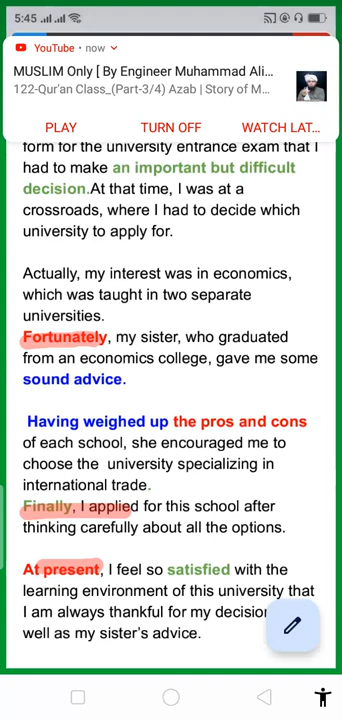 5:45
YouTube • now
MUSLIM Only [ By Engineer Muhammad Ali...
122-Qur'an Class_(Part-3/4) Azab | Story of M...
PLAY TURN OFF WATCH LAT...
form for the university entrance exam that I
had to make an important but difficult
decision.At that time, I was at a
crossroads, where I had to decide which
university to apply for.
Actually, my interest was in economics,
which was taught in two separate
universities.
Fortunately, my sister, who graduated
from an economics college, gave me some
sound advice.
Having weighed up the pros and cons
of each school, she encouraged me to
choose the university specializing in
international trade.
Finally, I applied for this school after
thinking carefully about all the options.
At present, I feel so satisfied with the
learning environment of this university that
I am always thankful for my decision
well as my sister's advice.